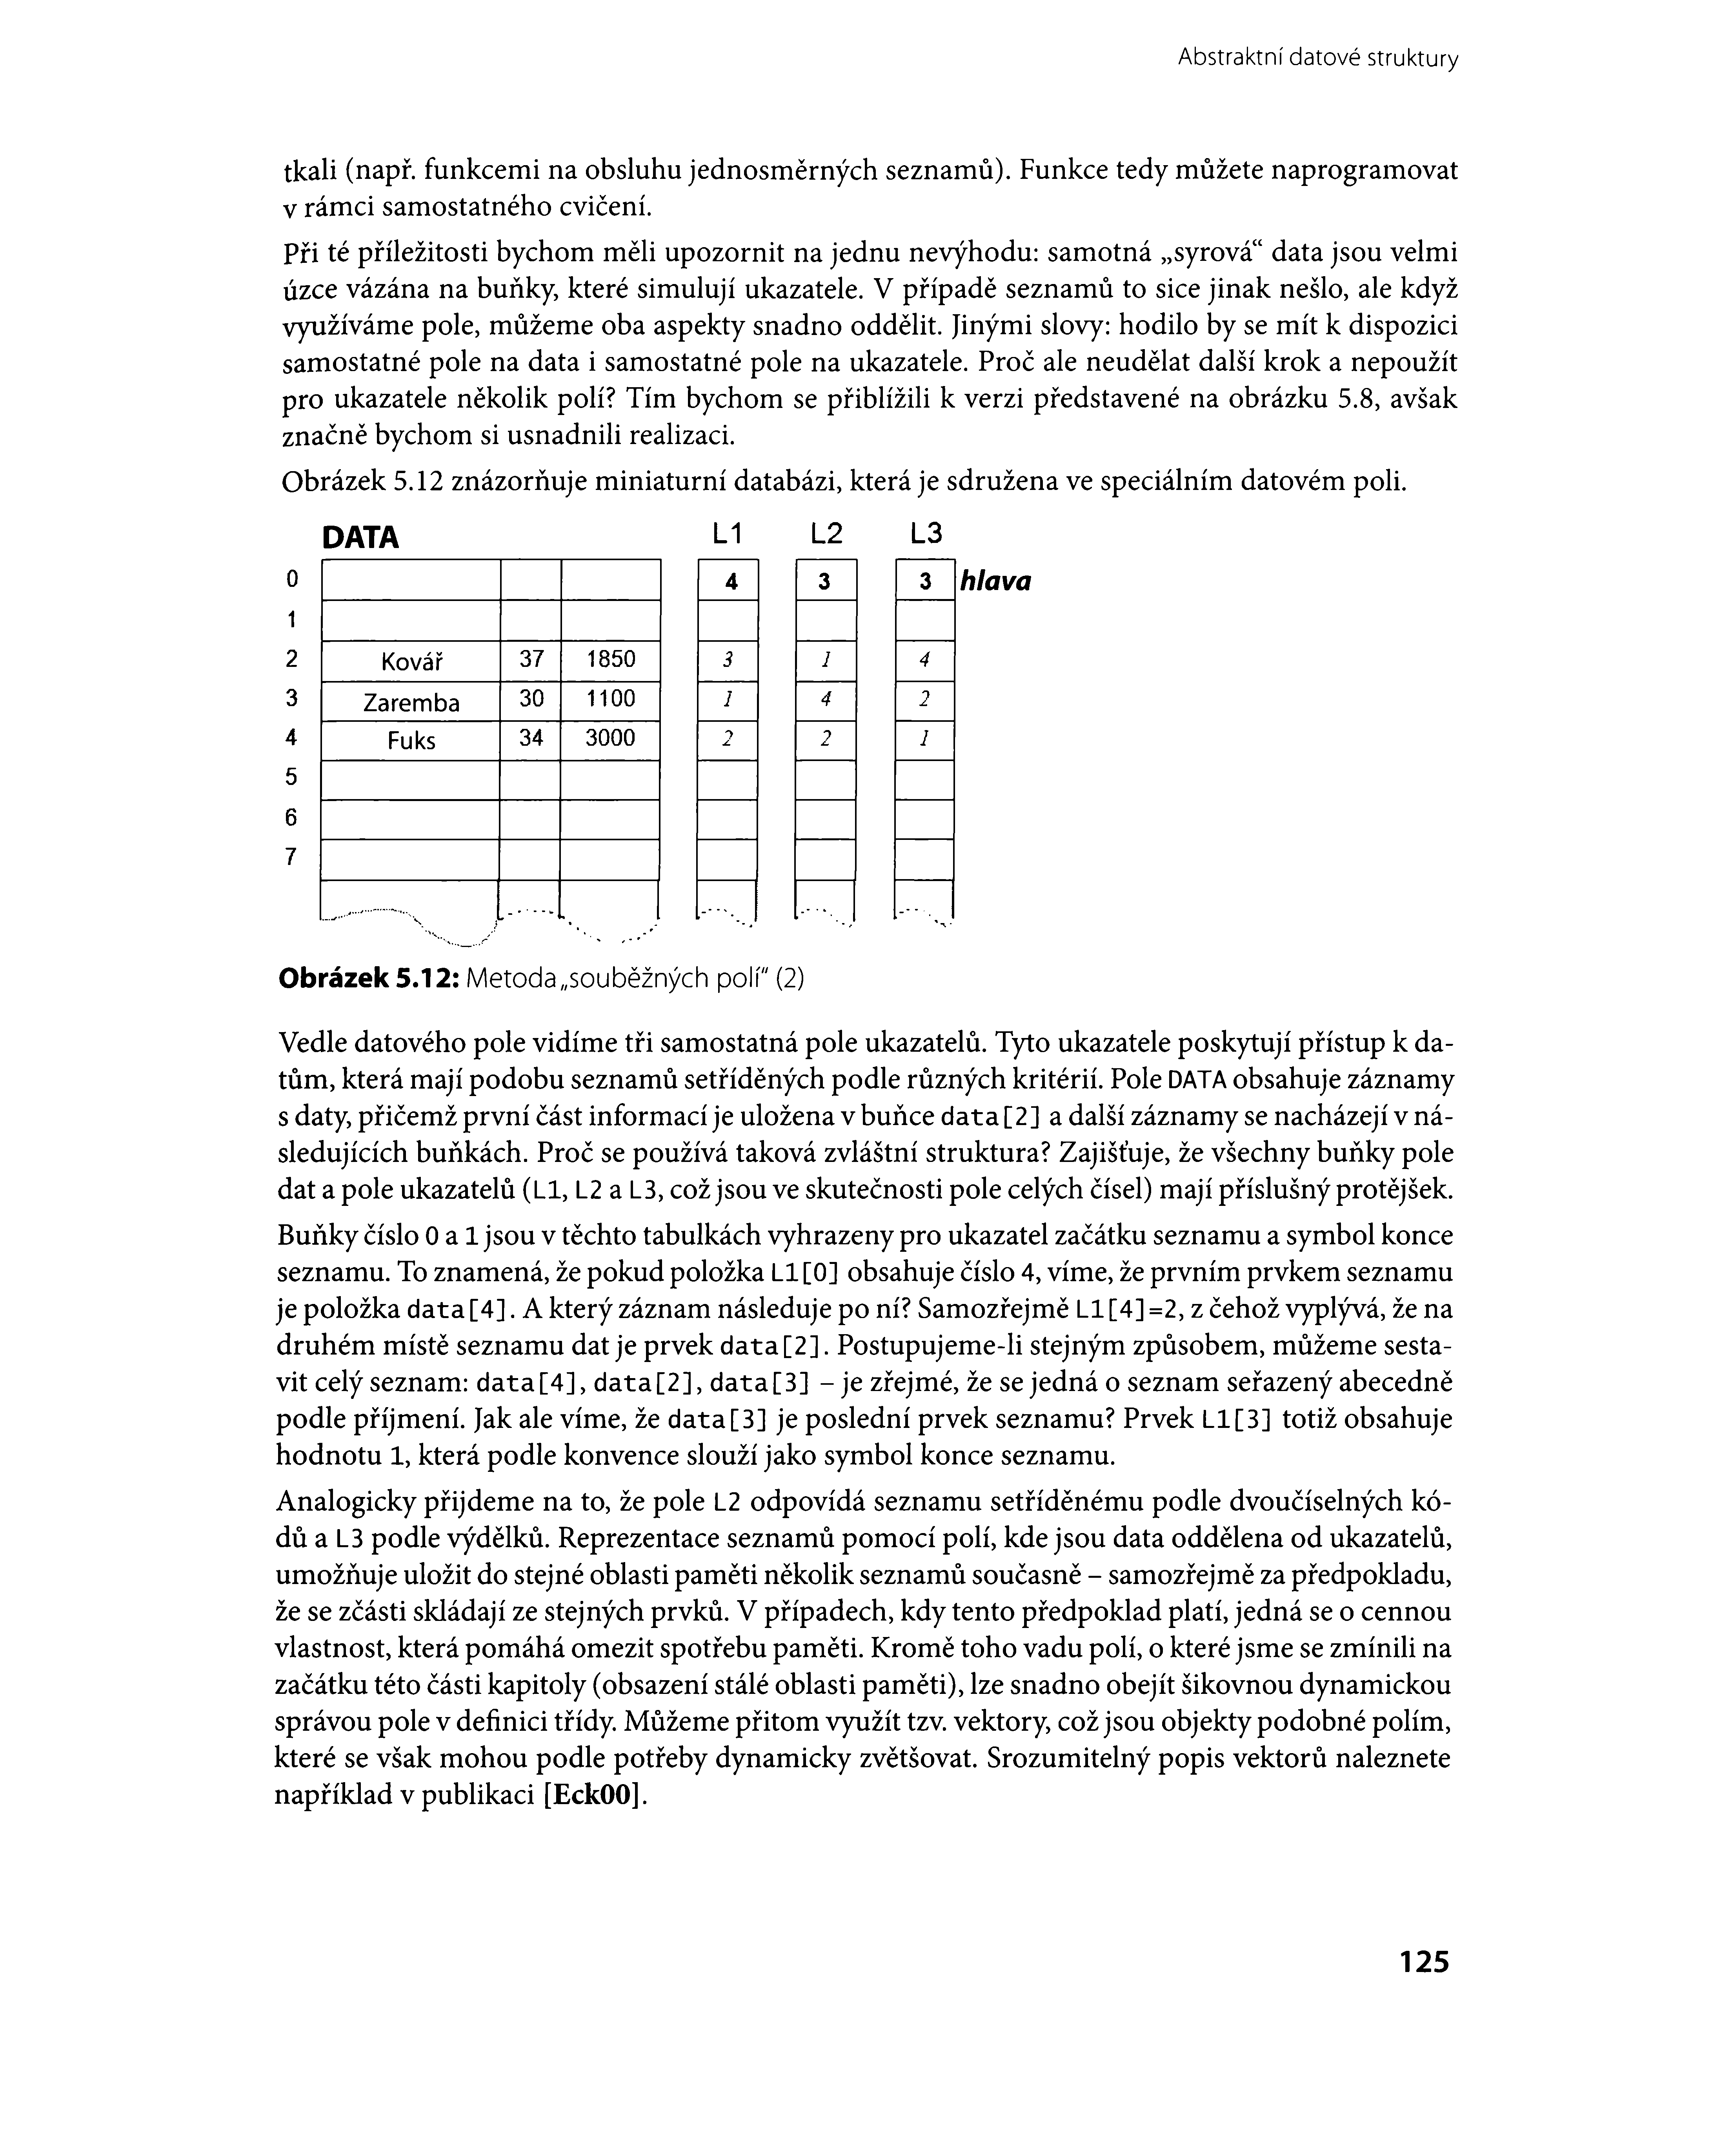 Abstraktní datové struktury
tkali (např. funkcemi na obsluhu jednosměrných seznamů). Funkce tedy můžete naprogramovat
v rámci samostatného cvičení.
Při té příležitosti bychom měli upozornit na jednu nevýhodu: samotná „syrová“ data jsou velmi
úzce vázána na buňky, které simulují ukazatele. V případě seznamů to sice jinak nešlo, ale když
využíváme pole, můžeme oba aspekty snadno oddělit. Jinými slovy: hodilo by se mít k dispozici
samostatné pole na data i samostatné pole na ukazatele. Proč ale neudělat další krok a nepoužít
pro ukazatele několik polí? Tím bychom se přiblížili k verzi představené na obrázku 5.8, avšak
značně bychom si usnadnili realizaci.
Obrázek 5.12 znázorňuje miniaturní databázi, která je sdružena ve speciálním datovém poli.
DATA L1 L2 L3
0 4 3 3 hlava
1
2 Kovář 37 1850 3 1 4
3 Zaremba 30 1100 1 4 2
4 Fuks 34 3000 2 2 1
5
6
7
Obrázek 5.12: Metoda „souběžných polí“ (2)
Vedle datového pole vidíme tři samostatná pole ukazatelů. Tyto ukazatele poskytují přístup k da-
tům, která mají podobu seznamů setříděných podle různých kritérií. Pole DATA obsahuje záznamy
s daty, přičemž první část informací je uložena v buňce data[2] a další záznamy se nacházejí v ná-
sledujících buňkách. Proč se používá taková zvláštní struktura? Zajišťuje, že všechny buňky pole
dat a pole ukazatelů (L1, L2 a L3, což jsou ve skutečnosti pole celých čísel) mají příslušný protějšek.
Buňky číslo 0 a 1 jsou v těchto tabulkách vyhrazeny pro ukazatel začátku seznamu a symbol konce
seznamu. To znamená, že pokud položka L1[0] obsahuje číslo 4, víme, že prvním prvkem seznamu
je položka data[4]. A který záznam následuje po ní? Samozřejmě L1[4]=2, z čehož vyplývá, že na
druhém místě seznamu dat je prvek data[2]. Postupujeme-li stejným způsobem, můžeme sesta-
vit celý seznam: data[4], data[2], data[3] – je zřejmé, že se jedná o seznam seřazený abecedně
podle příjmení. Jak ale víme, že data[3] je poslední prvek seznamu? Prvek L1[3] totiž obsahuje
hodnotu 1, která podle konvence slouží jako symbol konce seznamu.
Analogicky přijdeme na to, že pole L2 odpovídá seznamu setříděnému podle dvoučíselných kó-
dů a L3 podle výdělků. Reprezentace seznamů pomocí polí, kde jsou data oddělena od ukazatelů,
umožňuje uložit do stejné oblasti paměti několik seznamů současně – samozřejmě za předpokladu,
že se zčásti skládají ze stejných prvků. V případech, kdy tento předpoklad platí, jedná se o cennou
vlastnost, která pomáhá omezit spotřebu paměti. Kromě toho vadu polí, o které jsme se zmínili na
začátku této části kapitoly (obsazení stálé oblasti paměti), lze snadno obejít šikovnou dynamickou
správou pole v definici třídy. Můžeme přitom využít tzv. vektory, což jsou objekty podobné polím,
které se však mohou podle potřeby dynamicky zvětšovat. Srozumitelný popis vektorů naleznete
například v publikaci [Eck00].
125